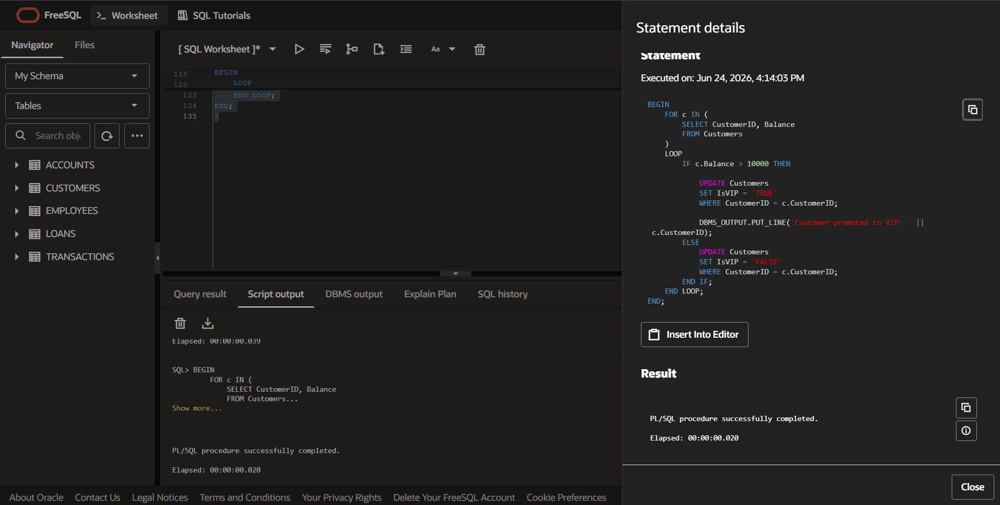 FreeSQL
Worksheet
SQL Tutorials
Navigator
Files
My Schema
Tables
Search obj
ACCOUNTS
CUSTOMERS
EMPLOYEES
LOANS
TRANSACTIONS
[ SQL Worksheet ]*
Aa
115 BEGIN
120     LOOP
133     END LOOP;
134 END;
135 /
Query result
Script output
DBMS output
Explain Plan
SQL history
Elapsed: 00:00:00.039
SQL> BEGIN
FOR c IN (
SELECT CustomerID, Balance
FROM Customers...
Show more...
PL/SQL procedure successfully completed.
Elapsed: 00:00:00.020
Statement details
Statement
Executed on: Jun 24, 2026, 4:14:03 PM
BEGIN
    FOR c IN (
        SELECT CustomerID, Balance
        FROM Customers
    )
    LOOP
        IF c.Balance > 10000 THEN
            UPDATE Customers
            SET IsVIP = 'TRUE'
            WHERE CustomerID = c.CustomerID;
            DBMS_OUTPUT.PUT_LINE('Customer promoted to VIP: ' ||
c.CustomerID);
        ELSE
            UPDATE Customers
            SET IsVIP = 'FALSE'
            WHERE CustomerID = c.CustomerID;
        END IF;
    END LOOP;
END;
Insert Into Editor
Result
PL/SQL procedure successfully completed.
Elapsed: 00:00:00.020
Close
About Oracle
Contact Us
Legal Notices
Terms and Conditions
Your Privacy Rights
Delete Your FreeSQL Account
Cookie Preferences